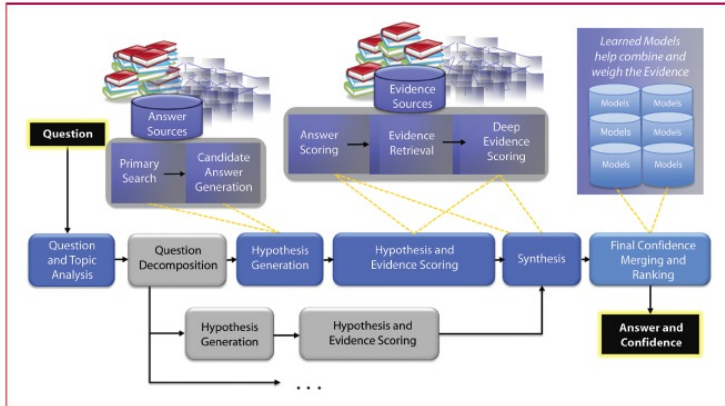 Learned Models
help combine and
weigh the Evidence
Answer
Sources
Evidence
Sources
Models
Models
Models
Models
Models
Models
Question
Primary
Search
Candidate
Answer
Generation
Answer
Scoring
Evidence
Retrieval
Deep
Evidence
Scoring
Question
and Topic
Analysis
Question
Decomposition
Hypothesis
Generation
Hypothesis and
Evidence Scoring
Synthesis
Final Confidence
Merging and
Ranking
Hypothesis
Generation
Hypothesis and
Evidence Scoring
Answer and
Confidence
. . .